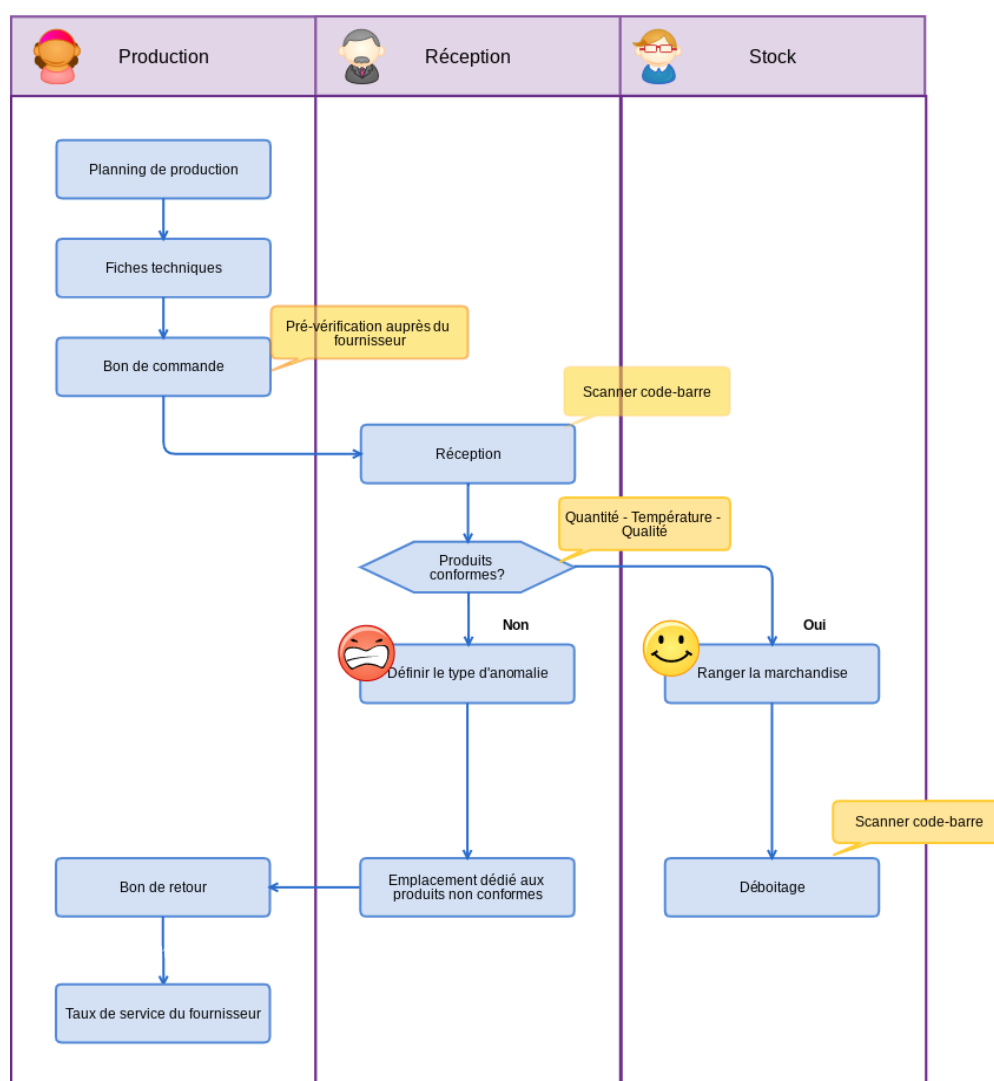 Production
Réception
Stock
Planning de production
Fiches techniques
Pré-vérification auprès du
fournisseur
Bon de commande
Scanner code-barre
Réception
Quantité - Température -
Qualité
Produits
conformes?
Non
Oui
Définir le type d'anomalie
Ranger la marchandise
Scanner code-barre
Bon de retour
Emplacement dédié aux
produits non conformes
Déboitage
Taux de service du fournisseur